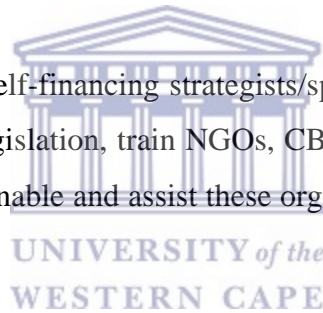 elf-financing strategists/sp
gislation, train NGOs, CB
nable and assist these org
UNIVERSITY of the
WESTERN CAPE